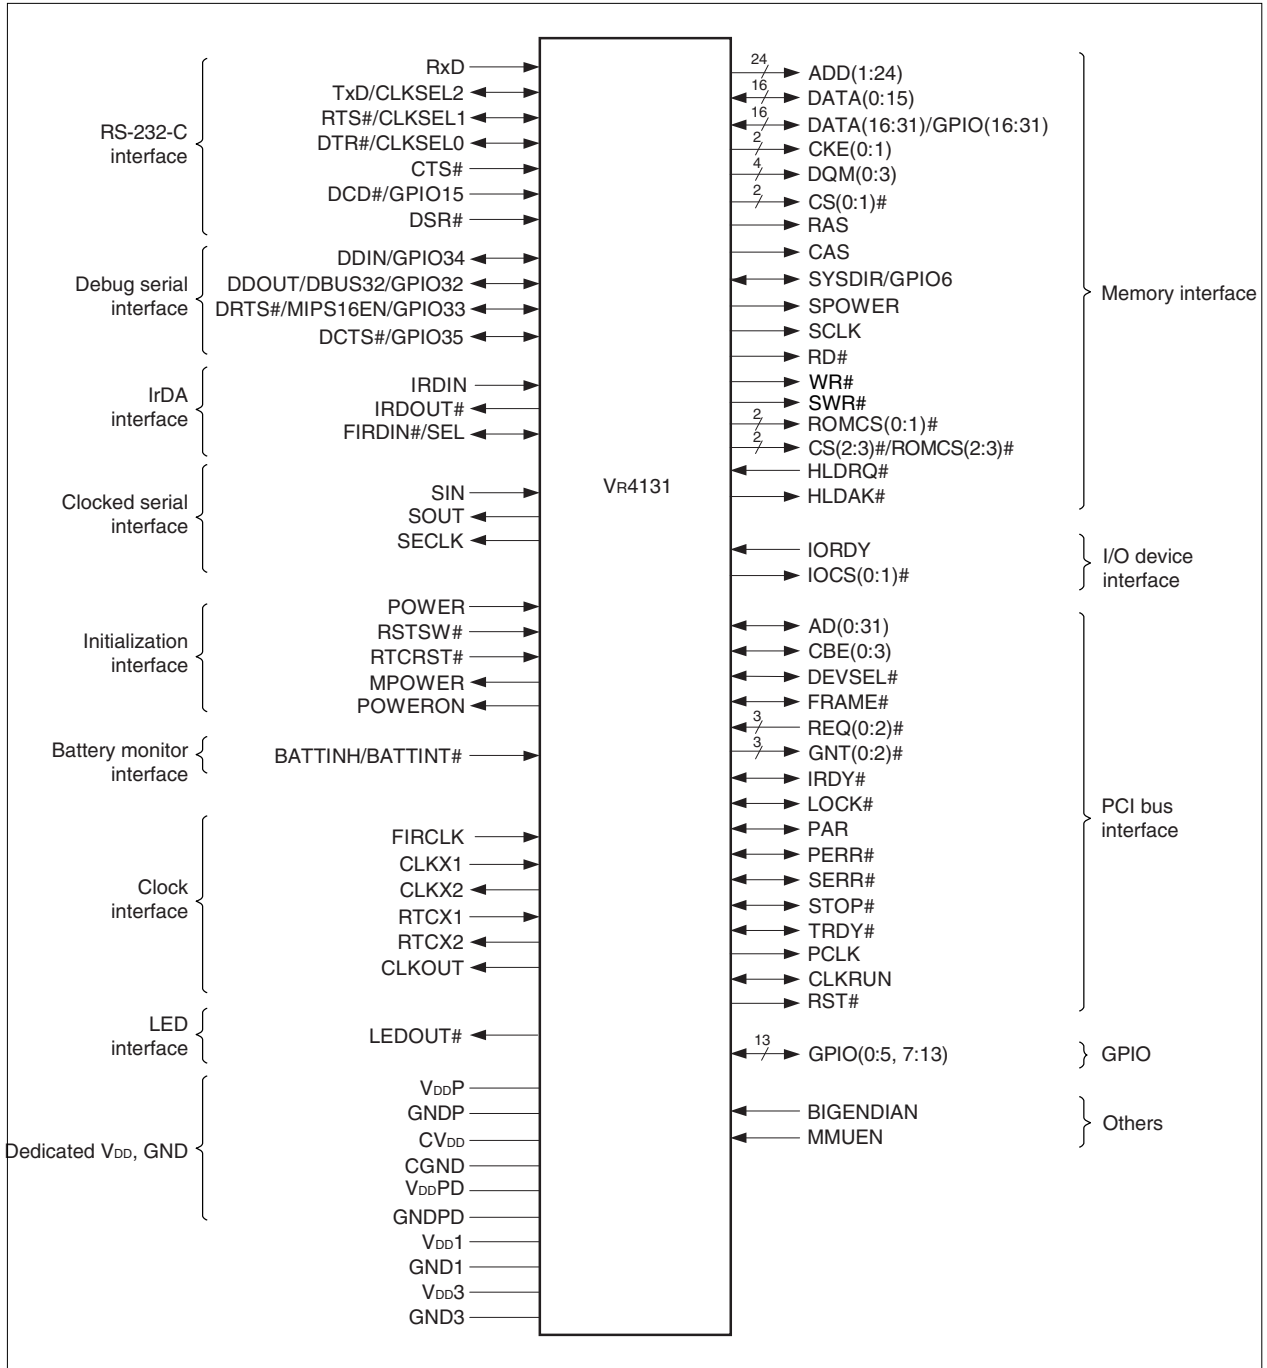 RS-232-C
interface
RxD
TxD/CLKSEL2
RTS#/CLKSEL1
DTR#/CLKSEL0
CTS#
DCD#/GPIO15
DSR#
Debug serial
interface
DDIN/GPIO34
DDOUT/DBUS32/GPIO32
DRTS#/MIPS16EN/GPIO33
DCTS#/GPIO35
IrDA
interface
IRDIN
IRDOUT#
FIRDIN#/SEL
Clocked serial
interface
SIN
SOUT
SECLK
Initialization
interface
POWER
RSTSW#
RTCRST#
MPOWER
POWERON
Battery monitor
interface
BATTINH/BATTINT#
Clock
interface
FIRCLK
CLKX1
CLKX2
RTCX1
RTCX2
CLKOUT
LED
interface
LEDOUT#
Dedicated VDD, GND
VDDP
GNDP
CVDD
CGND
VDDPD
GNDPD
VDD1
GND1
VDD3
GND3
VR4131
24 ADD(1:24)
16 DATA(0:15)
16 DATA(16:31)/GPIO(16:31)
2 CKE(0:1)
4 DQM(0:3)
2 CS(0:1)#
RAS
CAS
SYSDIR/GPIO6
SPOWER
SCLK
RD#
WR#
SWR#
2 ROMCS(0:1)#
2 CS(2:3)#/ROMCS(2:3)#
HLDRQ#
HLDAK#
Memory interface
IORDY
IOCS(0:1)#
I/O device
interface
AD(0:31)
CBE(0:3)
DEVSEL#
FRAME#
3 REQ(0:2)#
3 GNT(0:2)#
IRDY#
LOCK#
PAR
PERR#
SERR#
STOP#
TRDY#
PCLK
CLKRUN
RST#
PCI bus
interface
13 GPIO(0:5, 7:13)
GPIO
BIGENDIAN
MMUEN
Others